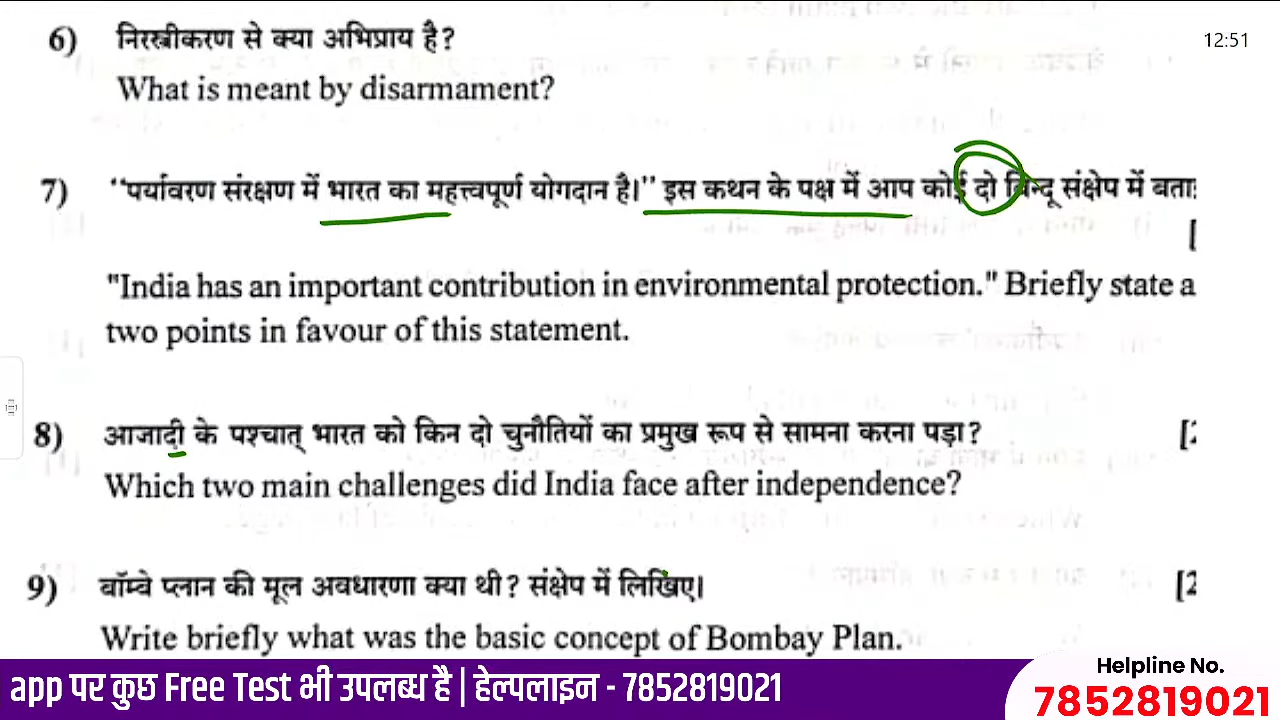 12:51
6) निरस्त्रीकरण से क्या अभिप्राय है?
What is meant by disarmament?
7) "पर्यावरण संरक्षण में भारत का महत्त्वपूर्ण योगदान है।" इस कथन के पक्ष में आप कोई दो बिन्दू संक्षेप में
[
"India has an important contribution in environmental protection." Briefly state a
two points in favour of this statement.
8) आजादी के पश्चात् भारत को किन दो चुनौतियों का प्रमुख रूप से सामना करना पड़ा? [2
Which two main challenges did India face after independence?
9) बॉम्बे प्लान की मूल अवधारणा क्या थी? संक्षेप में लिखिए। [2
Write briefly what was the basic concept of Bombay Plan.
app पर कुछ Free Test भी उपलब्ध है | हेल्पलाइन - 7852819021
Helpline No.
7852819021